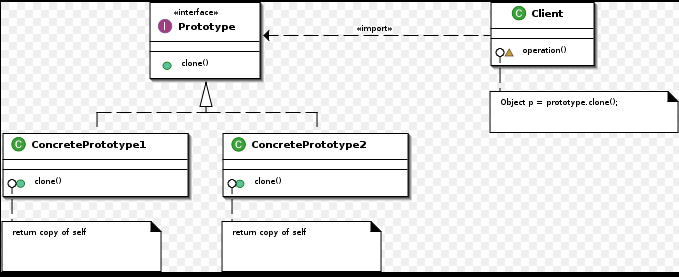 «interface»
I Prototype
clone()
«import»
C Client
operation()
Object p = prototype.clone();
C ConcretePrototype1
clone()
return copy of self
C ConcretePrototype2
clone()
return copy of self